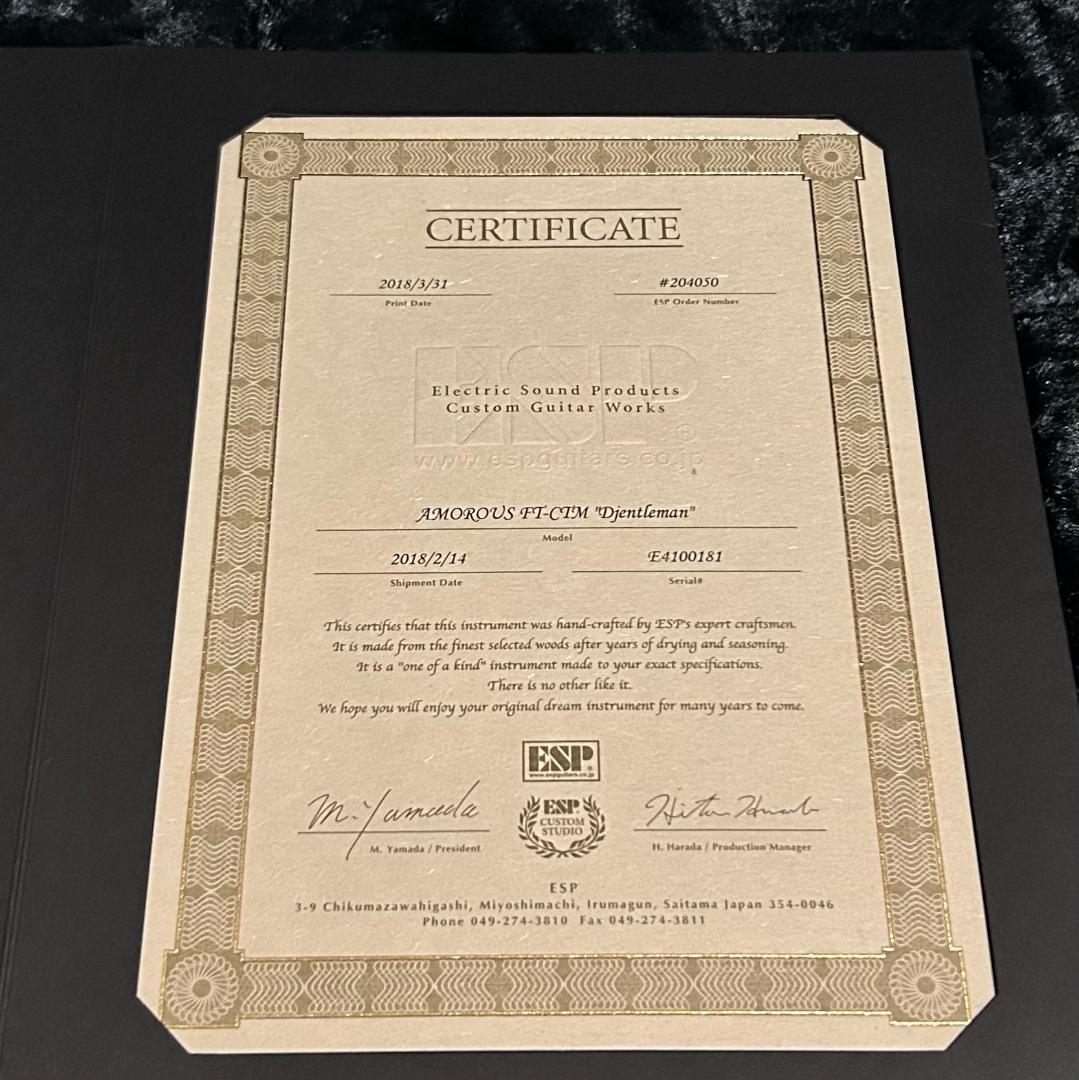 CERTIFICATE
2018/3/31 #204050
Print Date ESP Order Number
ESP®
Electric Sound Products
Custom Guitar Works
www.espguitars.co.jp
AMOROUS FT-CTM "Djentleman"
Model
2018/2/14 E4100181
Shipment Date Serial#
This certifies that this instrument was hand-crafted by ESP's expert craftsmen.
It is made from the finest selected woods after years of drying and seasoning.
It is a "one of a kind" instrument made to your exact specifications.
There is no other like it.
We hope you will enjoy your original dream instrument for many years to come.
ESP®
www.espguitars.co.jp
M. Yamada
ESP®
CUSTOM
STUDIO
M. Yamada / President H. Harada / Production Manager
ESP
3-9 Chikumazawahigashi, Miyoshimachi, Irumagun, Saitama Japan 354-0046
Phone 049-274-3810 Fax 049-274-3811